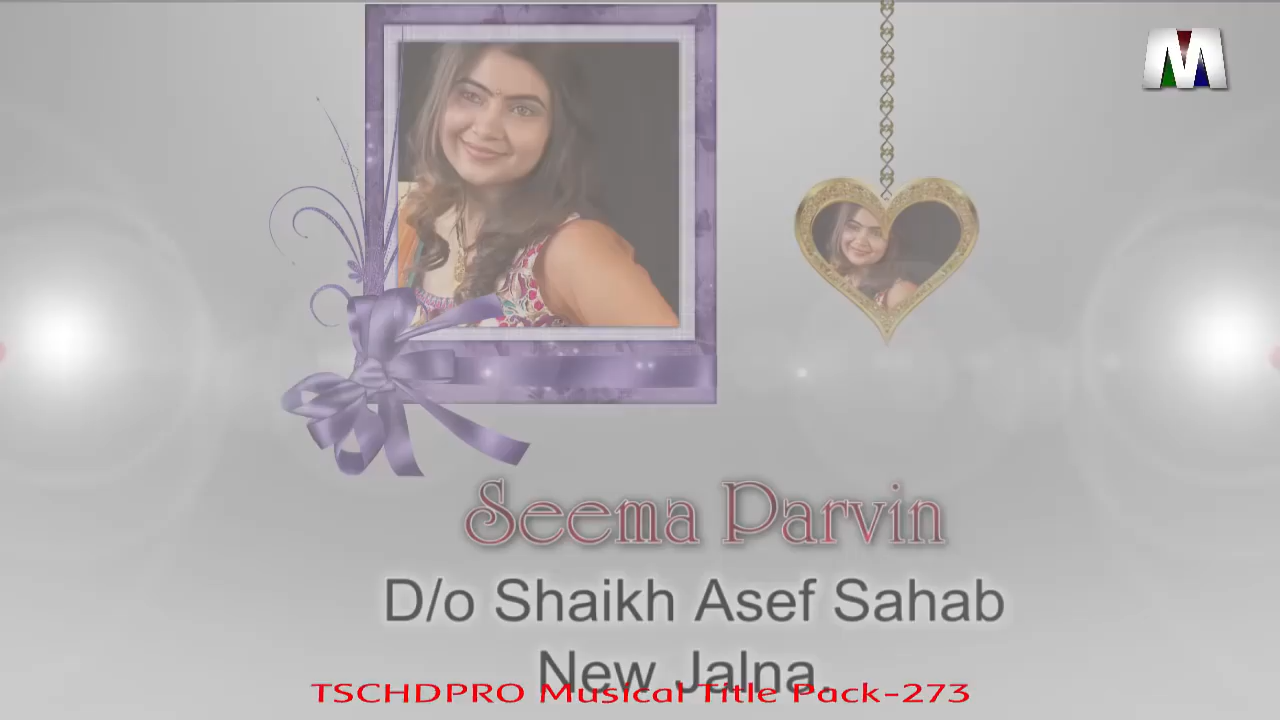 M
Seema Parvin
D/o Shaikh Asef Sahab
New Jalna.
TSCHDPRO Musical Title Pack-273